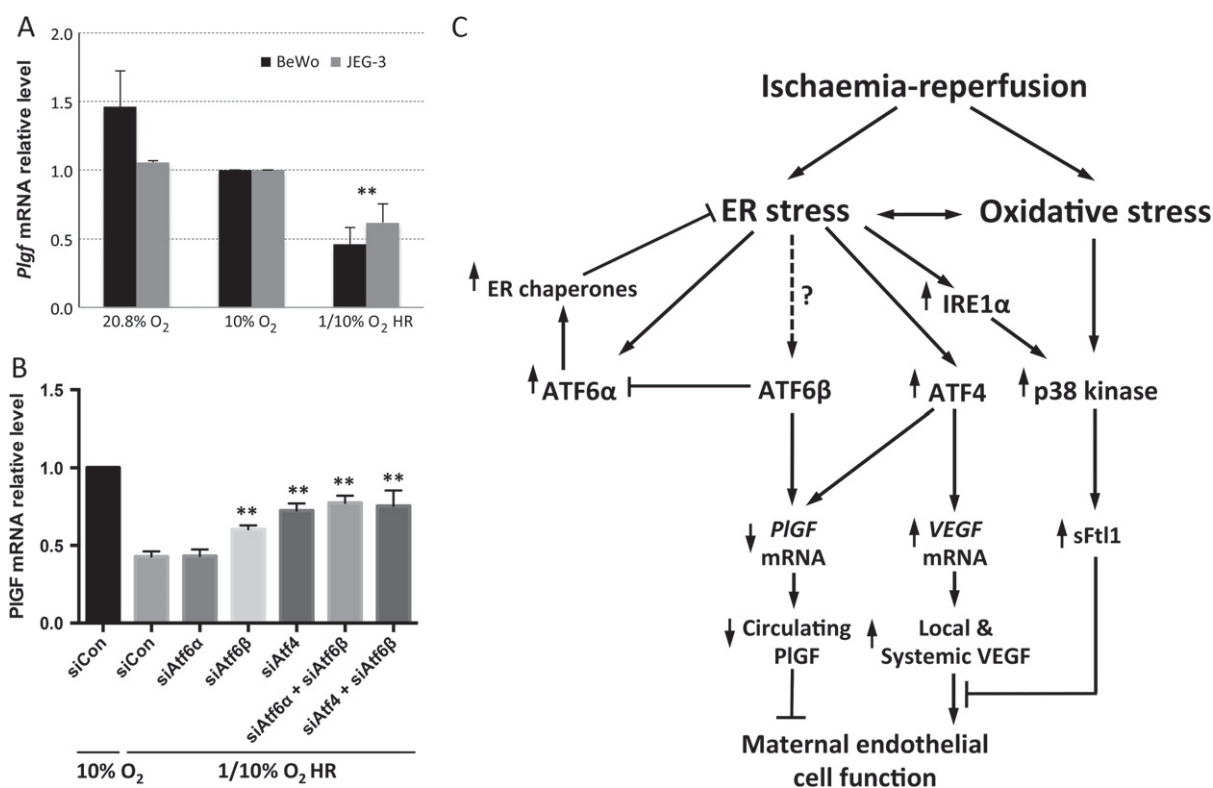 A
Plgf mRNA relative level
2.0
1.5
1.0
0.5
0.0
BeWo
JEG-3
**
20.8% O2
10% O2
1/10% O2 HR
B
PlGF mRNA relative level
1.5
1.0
0.5
0.0
**
**
**
**
siCon
siCon
siAtf6α
siAtf6β
siAtf4
siAtf6α + siAtf6β
siAtf4 + siAtf6β
10% O2
1/10% O2 HR
C
Ischaemia-reperfusion
ER stress
Oxidative stress
ER chaperones
?
IRE1α
ATF6α
ATF6β
ATF4
p38 kinase
PlGF
mRNA
VEGF
mRNA
sFtl1
Circulating
PlGF
Local &
Systemic VEGF
Maternal endothelial
cell function